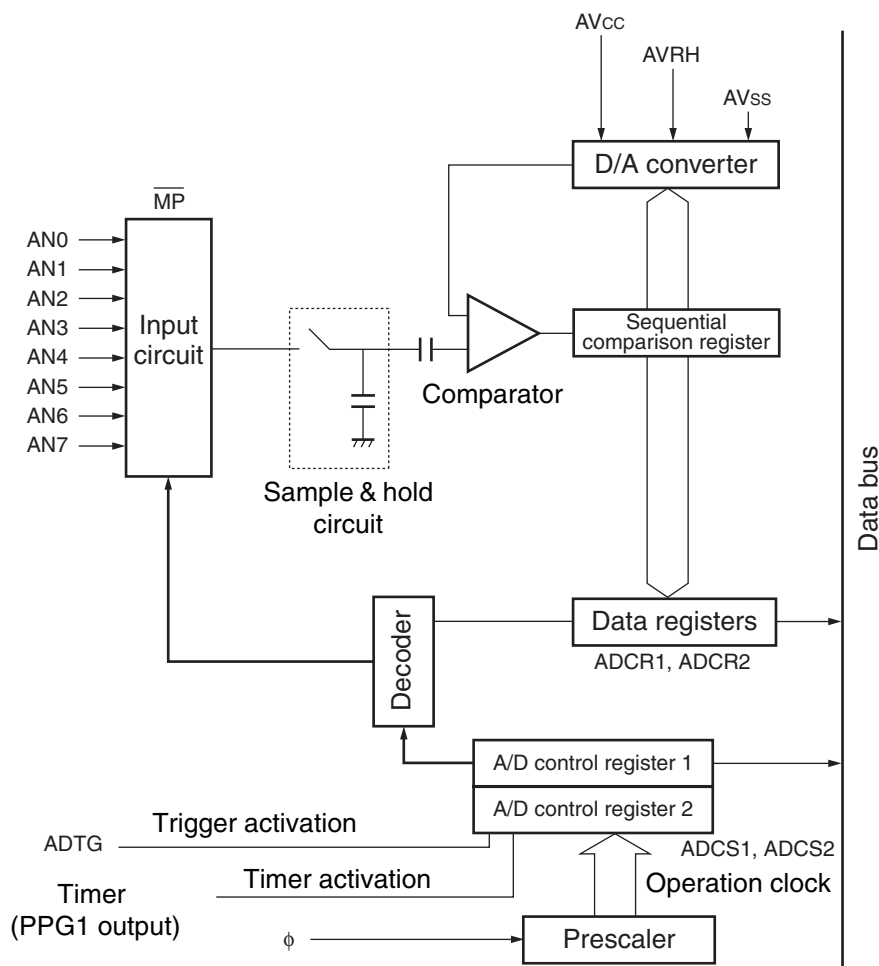 AVCC
AVRH
AVSS
D/A converter
MP
AN0
AN1
AN2
AN3
AN4
AN5
AN6
AN7
Input
circuit
Sequential
comparison register
Comparator
Sample & hold
circuit
Data bus
Decoder
Data registers
ADCR1, ADCR2
A/D control register 1
A/D control register 2
Trigger activation
ADTG
ADCS1, ADCS2
Timer activation
Operation clock
Timer
(PPG1 output)
ϕ
Prescaler